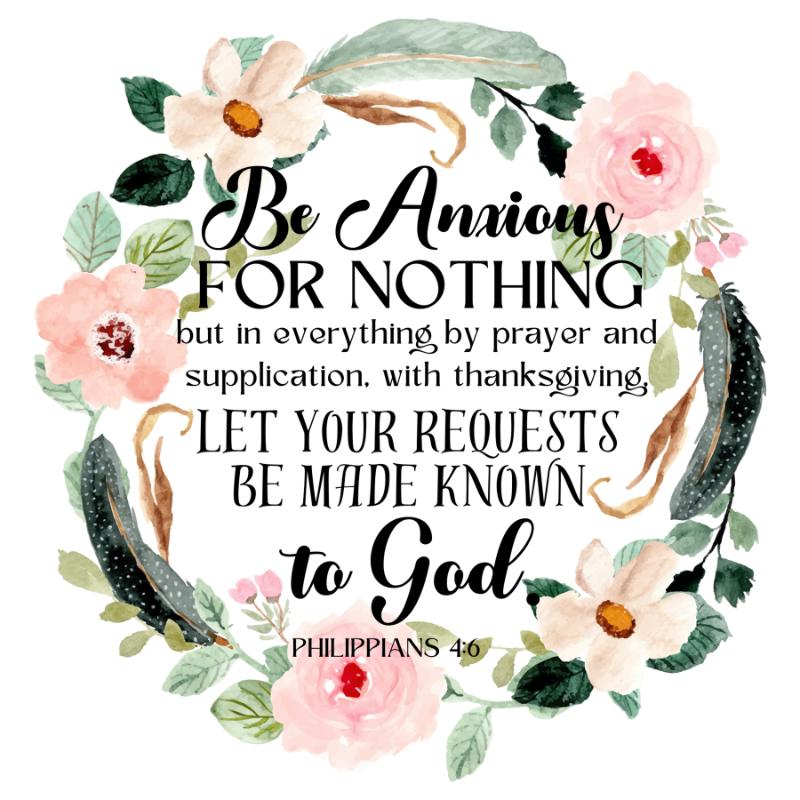 Be Anxious
FOR NOTHING
but in everything by prayer and
supplication, with thanksgiving,
LET YOUR REQUESTS
BE MADE KNOWN
to God.
PHILIPPIANS 4:6